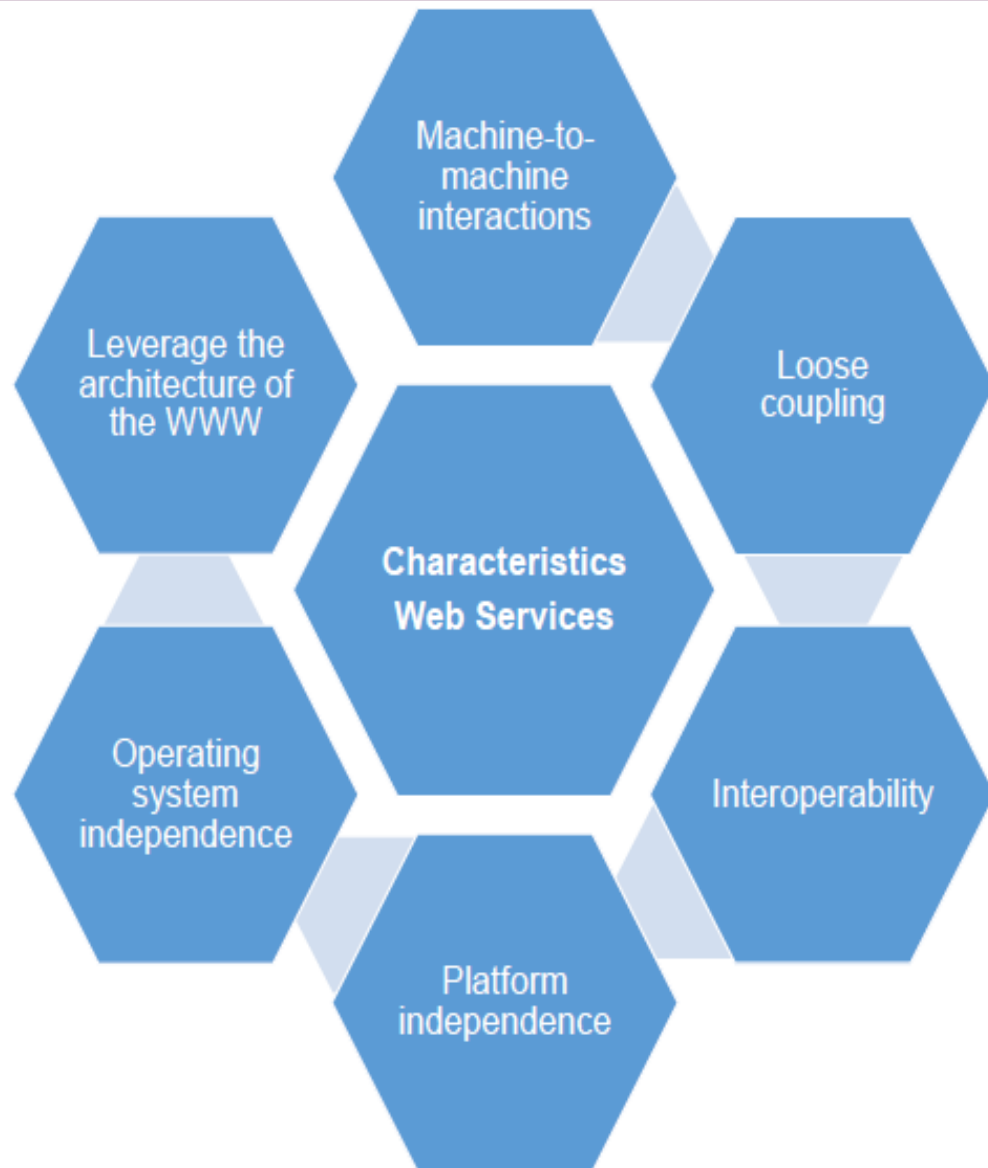 Machine-to-
machine
interactions
Loose
coupling
Interoperability
Platform
independence
Operating
system
independence
Leverage the
architecture of
the WWW
Characteristics
Web Services